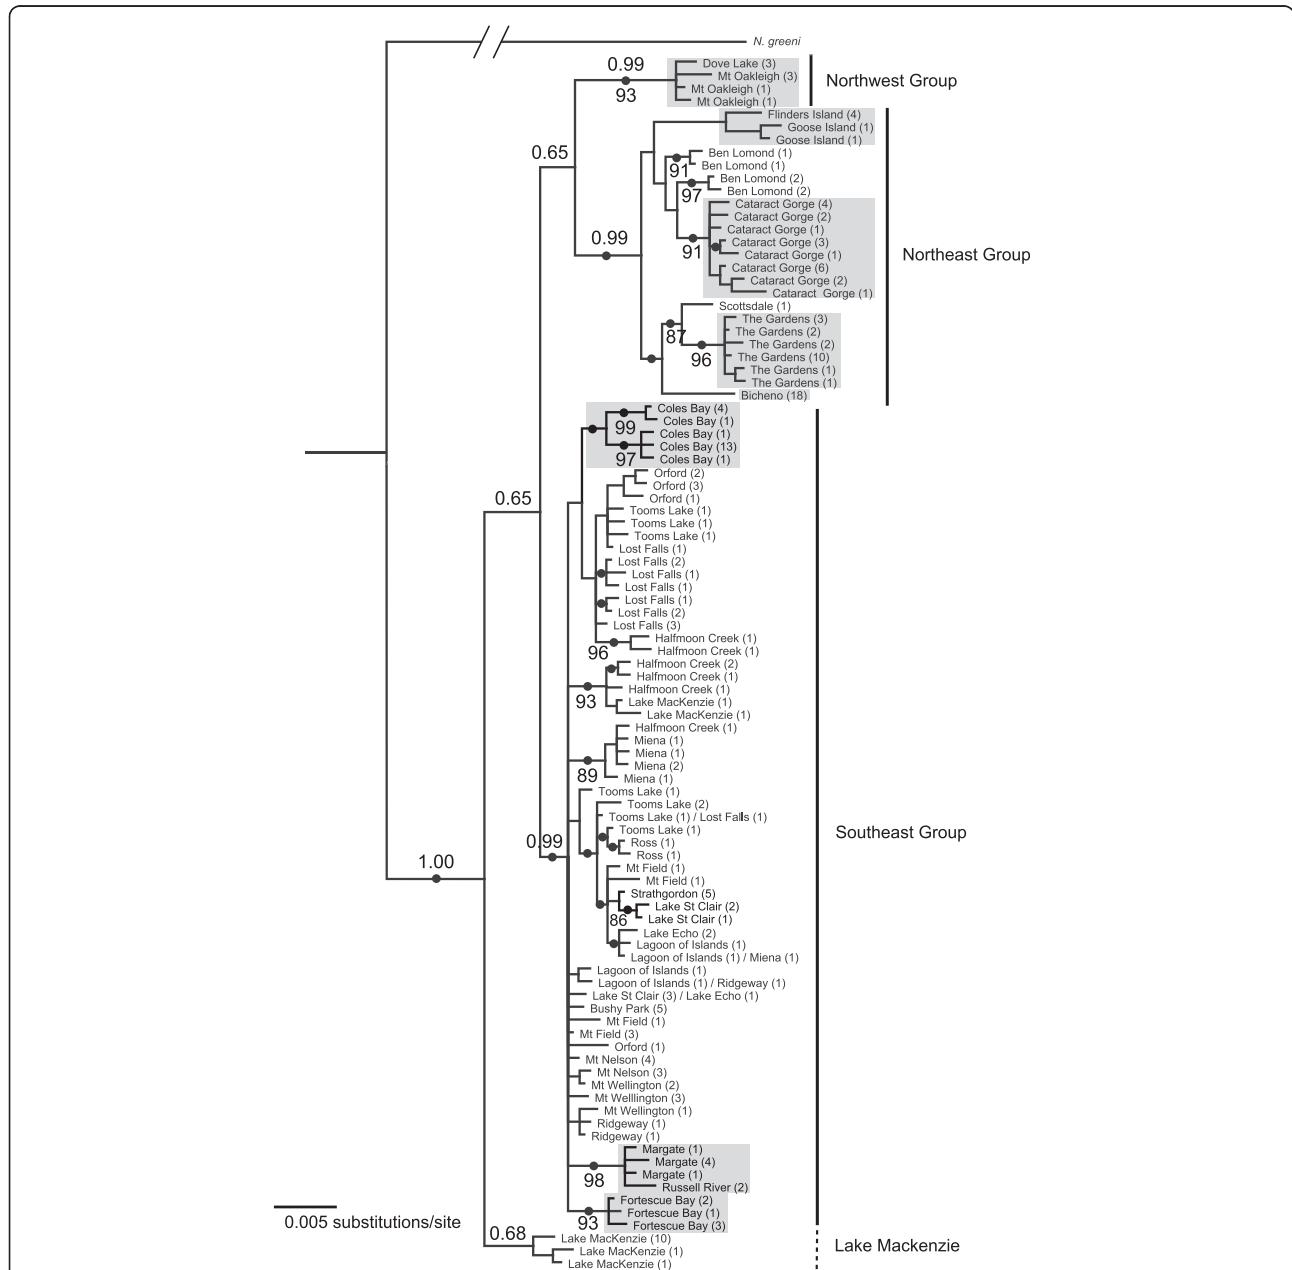 N. greeni
0.99
93
Dove Lake (3)
Mt Oakleigh (3)
Mt Oakleigh (1)
Mt Oakleigh (1)
Northwest Group
0.65
Flinders Island (4)
Goose Island (1)
Goose Island (1)
91
Ben Lomond (1)
Ben Lomond (1)
97
Ben Lomond (2)
Ben Lomond (2)
0.99
91
Cataract Gorge (4)
Cataract Gorge (2)
Cataract Gorge (1)
Cataract Gorge (3)
Cataract Gorge (1)
Cataract Gorge (6)
Cataract Gorge (2)
Cataract Gorge (1)
Northeast Group
Scottsdale (1)
87
96
The Gardens (3)
The Gardens (2)
The Gardens (2)
The Gardens (10)
The Gardens (1)
The Gardens (1)
Bicheno (18)
0.65
99
Coles Bay (4)
Coles Bay (1)
97
Coles Bay (1)
Coles Bay (13)
Coles Bay (1)
Orford (2)
Orford (3)
Orford (1)
Tooms Lake (1)
Tooms Lake (1)
Tooms Lake (1)
Lost Falls (1)
Lost Falls (2)
Lost Falls (1)
Lost Falls (1)
Lost Falls (1)
Lost Falls (2)
Lost Falls (3)
96
Halfmoon Creek (1)
Halfmoon Creek (1)
93
Halfmoon Creek (2)
Halfmoon Creek (1)
Halfmoon Creek (1)
Lake MacKenzie (1)
Lake MacKenzie (1)
89
Halfmoon Creek (1)
Miena (1)
Miena (1)
Miena (2)
Miena (1)
0.99
1.00
Tooms Lake (1)
Tooms Lake (2)
Tooms Lake (1) / Lost Falls (1)
Tooms Lake (1)
Ross (1)
Ross (1)
Mt Field (1)
Mt Field (1)
86
Strathgordon (5)
Lake St Clair (2)
Lake St Clair (1)
Lake Echo (2)
Lagoon of Islands (1)
Lagoon of Islands (1) / Miena (1)
Southeast Group
Lagoon of Islands (1)
Lagoon of Islands (1) / Ridgeway (1)
Lake St Clair (3) / Lake Echo (1)
Bushy Park (5)
Mt Field (1)
Mt Field (3)
Orford (1)
Mt Nelson (4)
Mt Nelson (3)
Mt Wellington (2)
Mt Welllington (3)
Mt Wellington (1)
Ridgeway (1)
Ridgeway (1)
98
Margate (1)
Margate (4)
Margate (1)
Russell River (2)
93
Fortescue Bay (2)
Fortescue Bay (1)
Fortescue Bay (3)
0.005 substitutions/site
0.68
Lake MacKenzie (10)
Lake MacKenzie (1)
Lake MacKenzie (1)
Lake Mackenzie